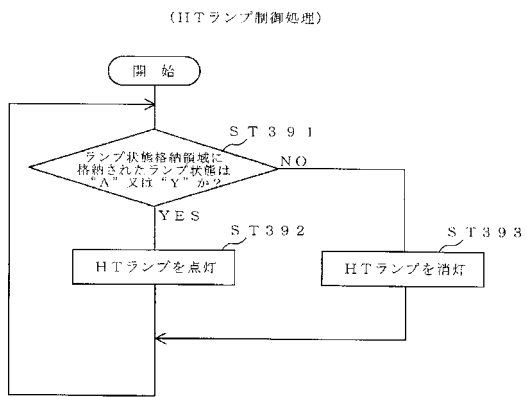 (HTランプ制御処理)
開 始
ST391
ランプ状態格納領域に
格納されたランプ状態は
“A”又は“Y”か?
NO
YES
ST392
HTランプを点灯
ST393
HTランプを消灯